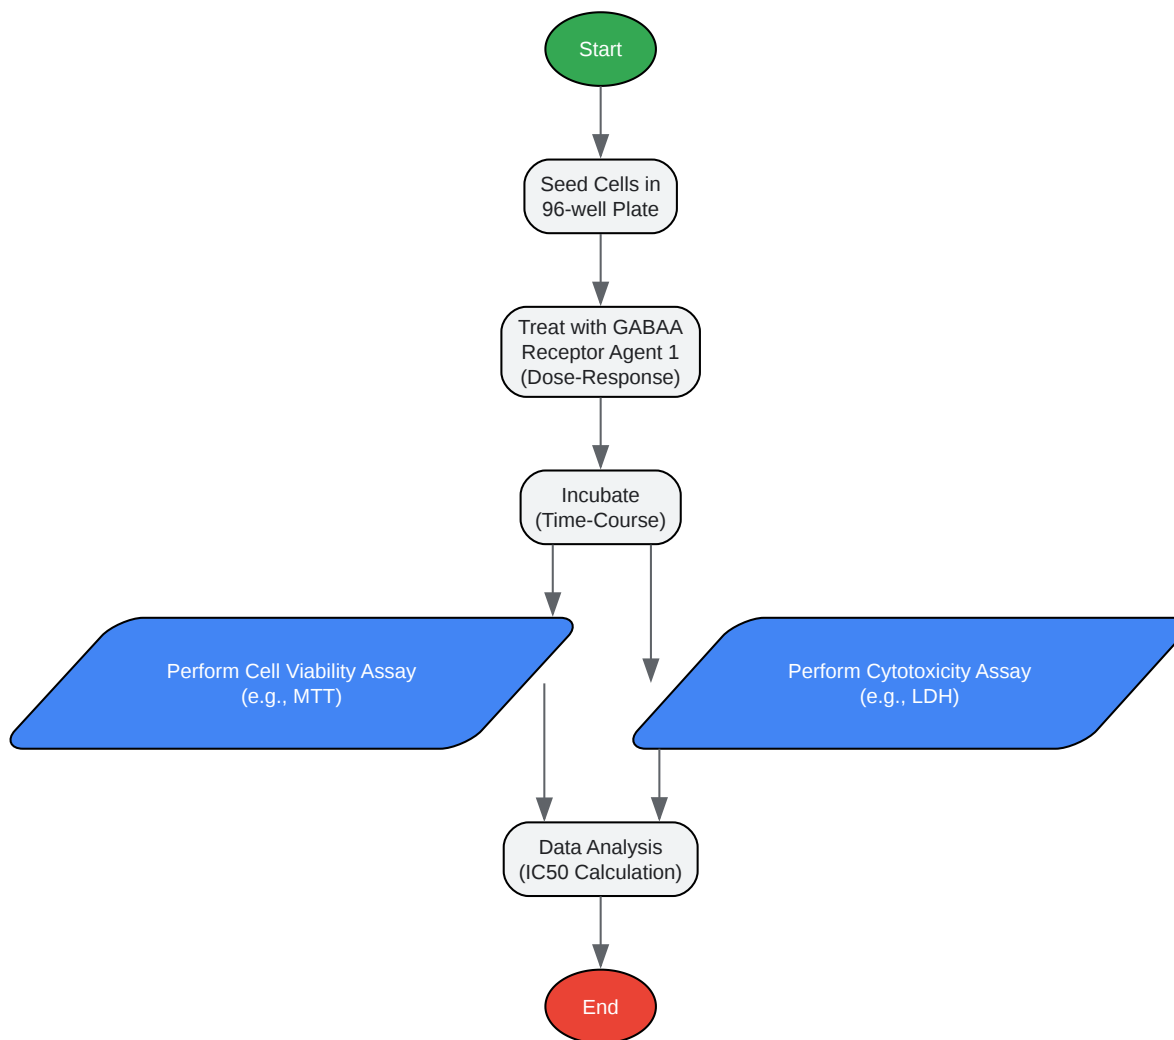 Start
Seed Cells in
96-well Plate
Treat with GABAA
Receptor Agent 1
(Dose-Response)
Incubate
(Time-Course)
Perform Cell Viability Assay
(e.g., MTT)
Perform Cytotoxicity Assay
(e.g., LDH)
Data Analysis
(IC50 Calculation)
End